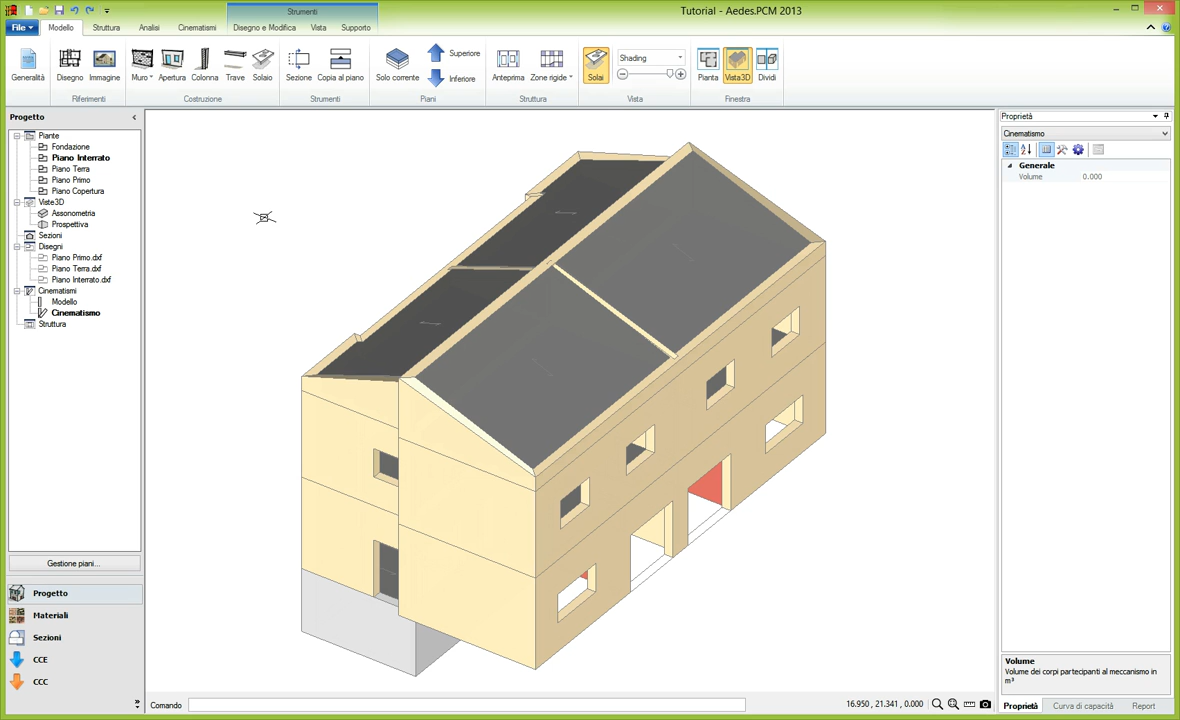 Strumenti
Tutorial - Aedes.PCM 2013
File
Modello
Struttura
Analisi
Cinematismi
Disegno e Modifica
Vista
Supporto
Generalità
Disegno
Immagine
Muro
Apertura
Colonna
Trave
Solaio
Sezione
Copia al piano
Solo corrente
Superiore
Inferiore
Anteprima
Zone rigide
Solai
Shading
Pianta
Vista3D
Dividi
Riferimenti
Costruzione
Strumenti
Piani
Struttura
Vista
Finestra
Progetto
Piante
Fondazione
Piano Interrato
Piano Terra
Piano Primo
Piano Copertura
Viste3D
Assonometria
Prospettiva
Sezioni
Disegni
Piano Primo.dxf
Piano Terra.dxf
Piano Interrato.dxf
Cinematismi
Modello
Cinematismo
Struttura
Gestione piani...
Progetto
Materiali
Sezioni
CCE
CCC
Comando
16.950 , 21.341 , 0.000
Proprietà
Cinematismo
Generale
Volume 0.000
Volume
Volume dei corpi partecipanti al meccanismo in
m³
Proprietà
Curva di capacità
Report